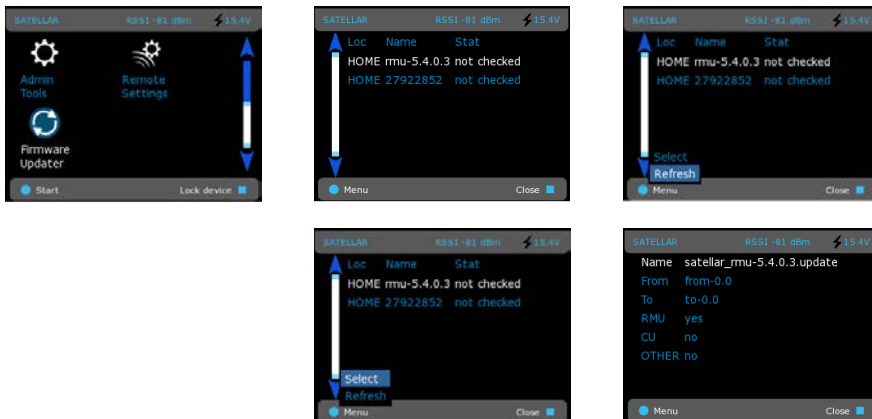 SATELLAR RSSI -81 dBm 15.4V
Admin Tools
Remote Settings
Firmware Updater
Start Lock device
SATELLAR RSSI -81 dBm 15.4V
Loc Name Stat
HOME rmu-5.4.0.3 not checked
HOME 27922852 not checked
Menu Close
SATELLAR RSSI -81 dBm 15.4V
Loc Name Stat
HOME rmu-5.4.0.3 not checked
HOME 27922852 not checked
Select
Refresh
Menu Close
SATELLAR RSSI -81 dBm 15.4V
Loc Name Stat
HOME rmu-5.4.0.3 not checked
HOME 27922852 not checked
Select
Refresh
Menu Close
SATELLAR RSSI -81 dBm 15.4V
Name satellar_rmu-5.4.0.3.update
From from-0.0
To to-0.0
RMU yes
CU no
OTHER no
Menu Close